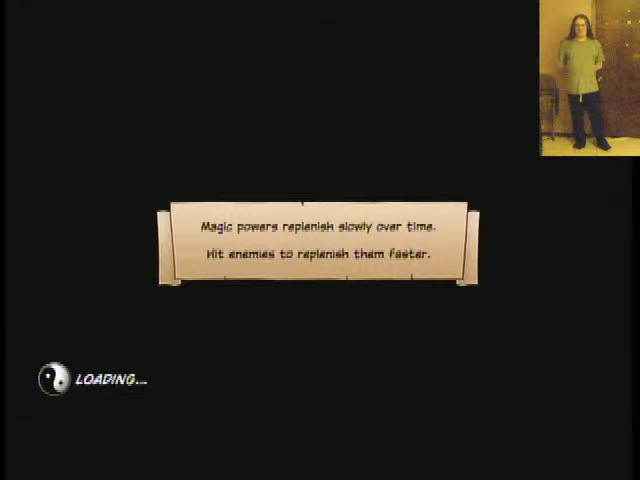 Magic powers replenish slowly over time.
Hit enemies to replenish them faster.
LOADING...